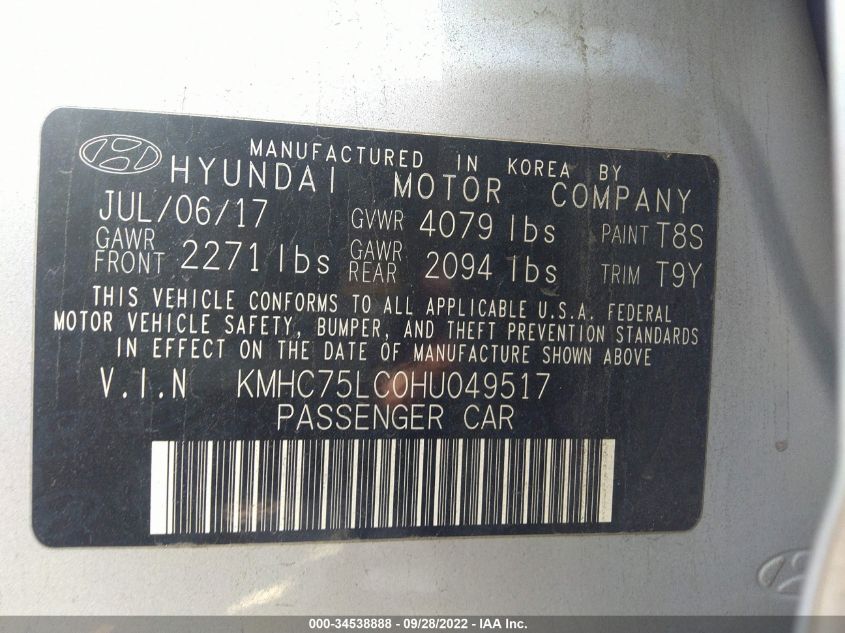 MANUFACTURED IN KOREA BY
HYUNDAI MOTOR COMPANY
JUL/06/17 GVWR 4079 lbs PAINT T8S
GAWR FRONT 2271 lbs GAWR REAR 2094 lbs TRIM T9Y
THIS VEHICLE CONFORMS TO ALL APPLICABLE U.S.A. FEDERAL
MOTOR VEHICLE SAFETY, BUMPER, AND THEFT PREVENTION STANDARDS
IN EFFECT ON THE DATE OF MANUFACTURE SHOWN ABOVE
V.I.N KMHC75LC0HU049517
PASSENGER CAR
000-34538888 - 09/28/2022 - IAA Inc.